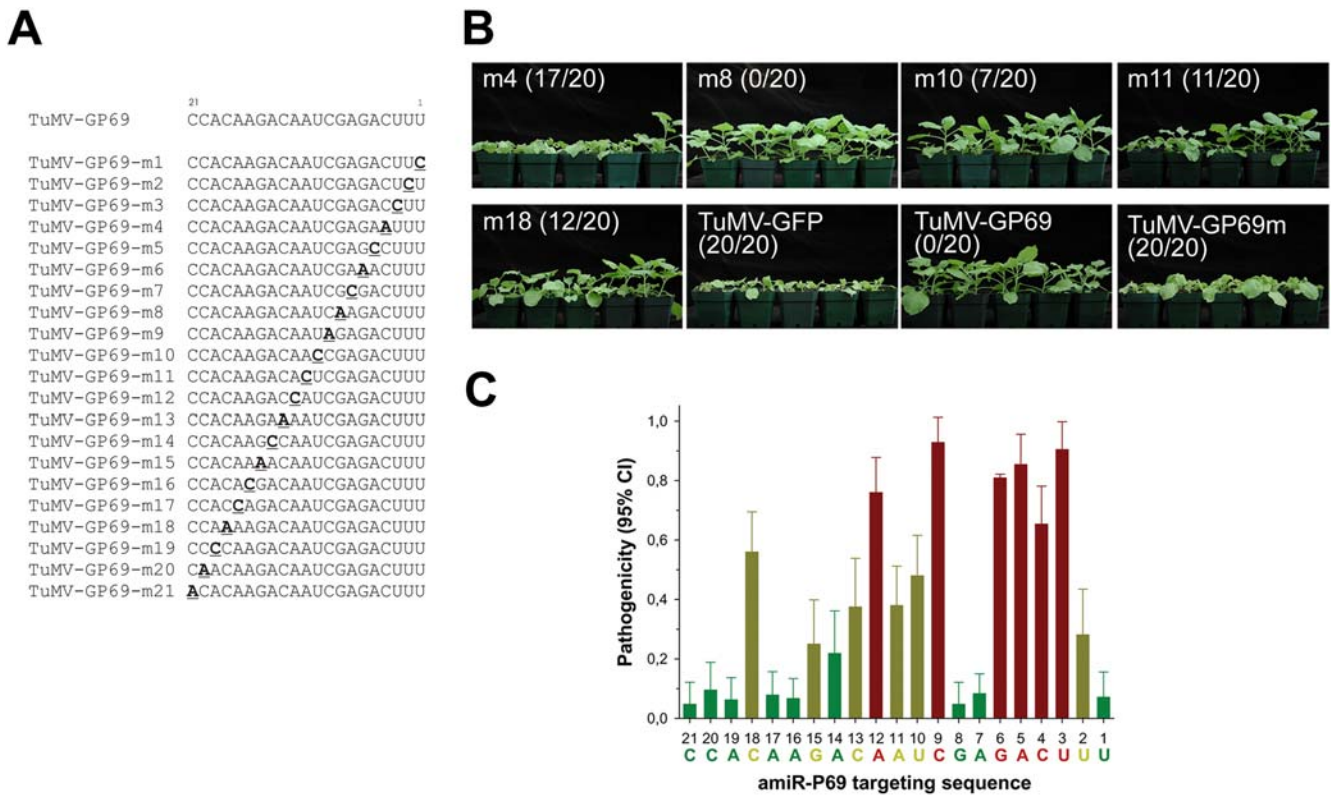 A
21 1
TuMV-GP69 CCACAAGACAAUCGAGACUUU
TuMV-GP69-m1 CCACAAGACAAUCGAGACUUC
TuMV-GP69-m2 CCACAAGACAAUCGAGACUCU
TuMV-GP69-m3 CCACAAGACAAUCGAGACCUU
TuMV-GP69-m4 CCACAAGACAAUCGAGAAUUU
TuMV-GP69-m5 CCACAAGACAAUCGAGCCUUU
TuMV-GP69-m6 CCACAAGACAAUCGAAACUUU
TuMV-GP69-m7 CCACAAGACAAUCGCGACUUU
TuMV-GP69-m8 CCACAAGACAAUCAAGACUUU
TuMV-GP69-m9 CCACAAGACAAUAGAGACUUU
TuMV-GP69-m10 CCACAAGACAACCGAGACUUU
TuMV-GP69-m11 CCACAAGACACUCGAGACUUU
TuMV-GP69-m12 CCACAAGACCAUCGAGACUUU
TuMV-GP69-m13 CCACAAGAAAAUCGAGACUUU
TuMV-GP69-m14 CCACAAGCCAAUCGAGACUUU
TuMV-GP69-m15 CCACAAAACAAUCGAGACUUU
TuMV-GP69-m16 CCACACGACAAUCGAGACUUU
TuMV-GP69-m17 CCACCAGACAAUCGAGACUUU
TuMV-GP69-m18 CCAAAAGACAAUCGAGACUUU
TuMV-GP69-m19 CCCCAAGACAAUCGAGACUUU
TuMV-GP69-m20 CAACAAGACAAUCGAGACUUU
TuMV-GP69-m21 ACACAAGACAAUCGAGACUUU
B
m4 (17/20)
m8 (0/20)
m10 (7/20)
m11 (11/20)
m18 (12/20)
TuMV-GFP
(20/20)
TuMV-GP69
(0/20)
TuMV-GP69m
(20/20)
C
Pathogenicity (95% CI)
1,0
0,8
0,6
0,4
0,2
0,0
21 20 19 18 17 16 15 14 13 12 11 10 9 8 7 6 5 4 3 2 1
C C A C A A G A C A A U C G A G A C U U U
amiR-P69 targeting sequence